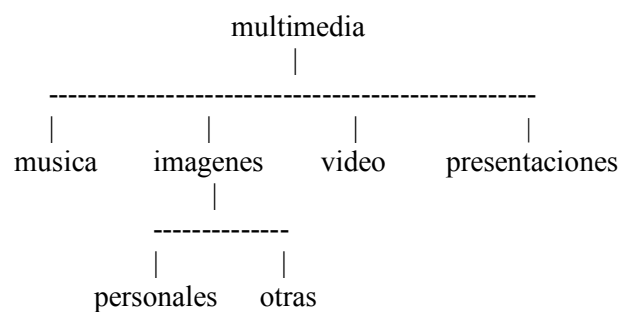 multimedia
|
---------------------------------------------------
| | | |
musica imagenes video presentaciones
|
--------------
| |
personales otras